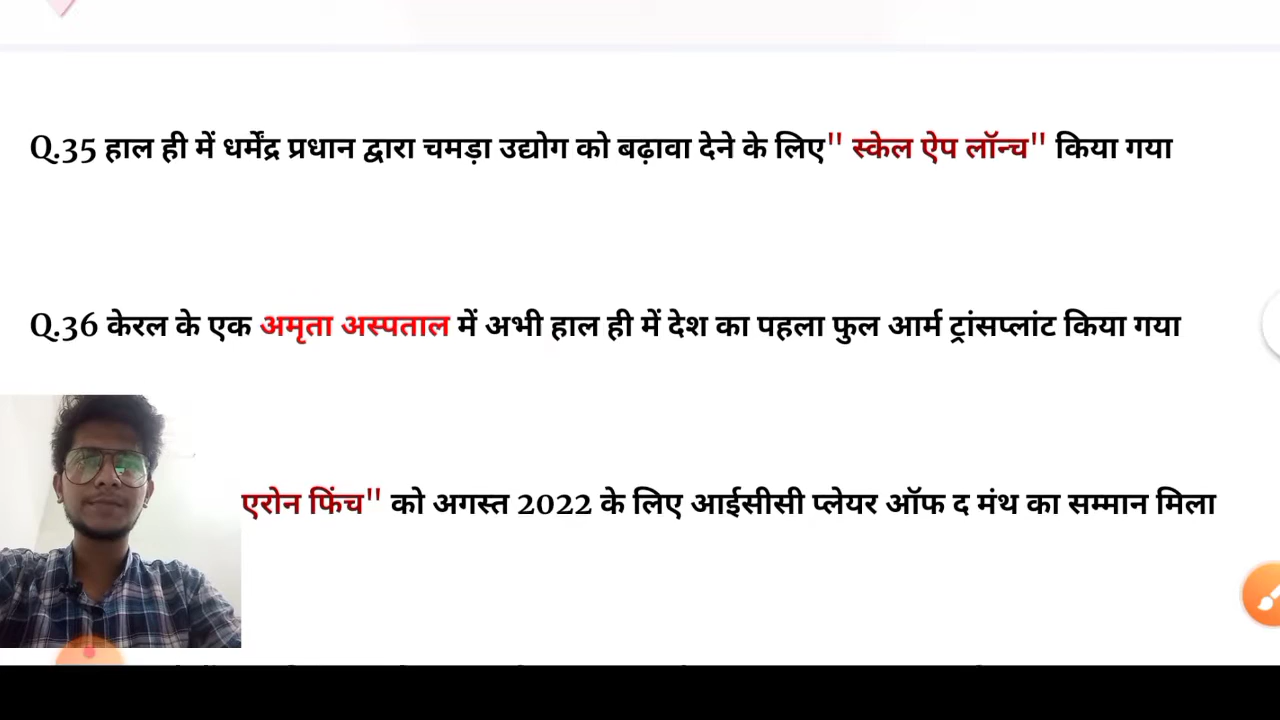 Q.35 हाल ही में धर्मेंद्र प्रधान द्वारा चमड़ा उद्योग को बढ़ावा देने के लिए" स्केल ऐप लॉन्च" किया गया
Q.36 केरल के एक अमृता अस्पताल में अभी हाल ही में देश का पहला फुल आर्म ट्रांसप्लांट किया गया
एरोन फिंच" को अगस्त 2022 के लिए आईसीसी प्लेयर ऑफ द मंथ का सम्मान मिला